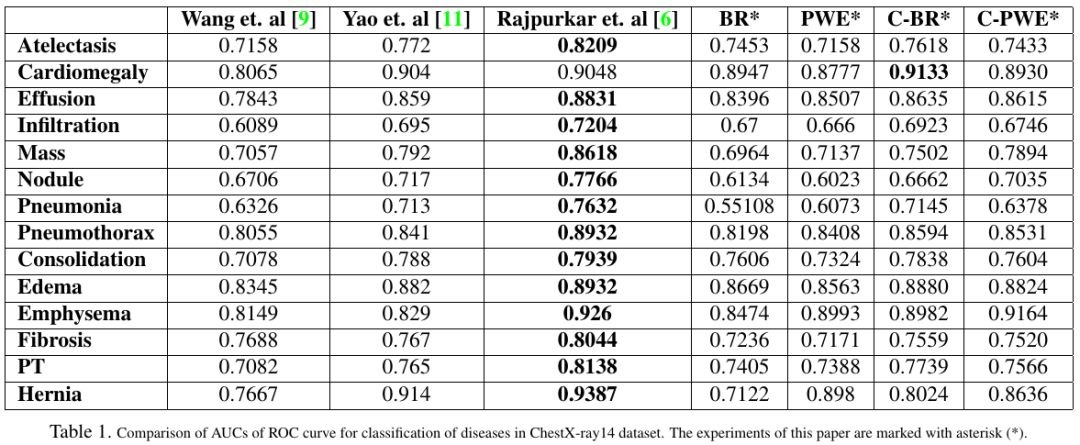 Wang et. al [9] Yao et. al [11] Rajpurkar et. al [6] BR* PWE* C-BR* C-PWE*
Atelectasis 0.7158 0.772 0.8209 0.7453 0.7158 0.7618 0.7433
Cardiomegaly 0.8065 0.904 0.9048 0.8947 0.8777 0.9133 0.8930
Effusion 0.7843 0.859 0.8831 0.8396 0.8507 0.8635 0.8615
Infiltration 0.6089 0.695 0.7204 0.67 0.666 0.6923 0.6746
Mass 0.7057 0.792 0.8618 0.6964 0.7137 0.7502 0.7894
Nodule 0.6706 0.717 0.7766 0.6134 0.6023 0.6662 0.7035
Pneumonia 0.6326 0.713 0.7632 0.55108 0.6073 0.7145 0.6378
Pneumothorax 0.8055 0.841 0.8932 0.8198 0.8408 0.8594 0.8531
Consolidation 0.7078 0.788 0.7939 0.7606 0.7324 0.7838 0.7604
Edema 0.8345 0.882 0.8932 0.8669 0.8563 0.8880 0.8824
Emphysema 0.8149 0.829 0.926 0.8474 0.8993 0.8982 0.9164
Fibrosis 0.7688 0.767 0.8044 0.7236 0.7171 0.7559 0.7520
PT 0.7082 0.765 0.8138 0.7405 0.7388 0.7739 0.7566
Hernia 0.7667 0.914 0.9387 0.7122 0.898 0.8024 0.8636
Table 1. Comparison of AUCs of ROC curve for classification of diseases in ChestX-ray14 dataset. The experiments of this paper are marked with asterisk (*).